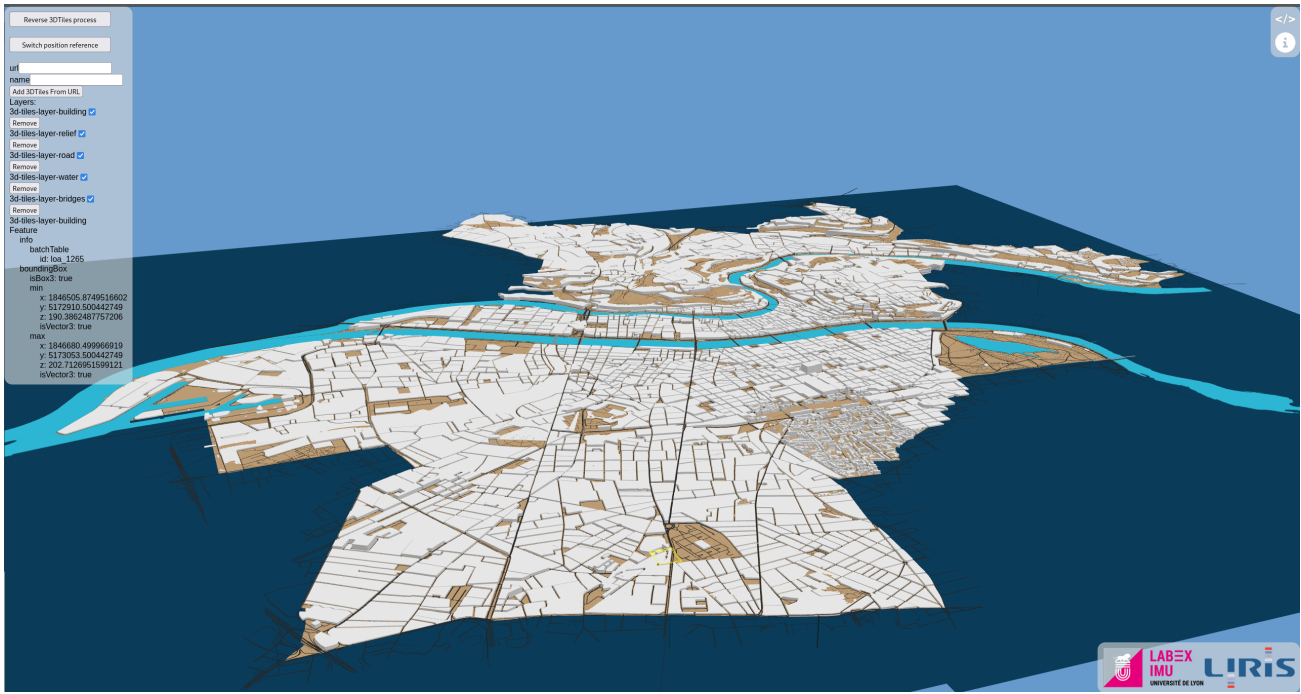 Reverse 3DTiles process
Switch position reference
url
name
Add 3DTiles From URL
Layers:
3d-tiles-layer-building
Remove
3d-tiles-layer-relief
Remove
3d-tiles-layer-road
Remove
3d-tiles-layer-water
Remove
3d-tiles-layer-bridges
Remove
3d-tiles-layer-building
Feature
info
batchTable
id: loa_1265
boundingBox
isBox3: true
min
x: 1846505.8749516602
y: 5172910.500442749
z: 190.3862487757206
isVector3: true
max
x: 1846680.499966919
y: 5173053.500442749
z: 202.7126951599121
isVector3: true
</>
i
LABEX
IMU
UNIVERSITÉ DE LYON
LIRIS